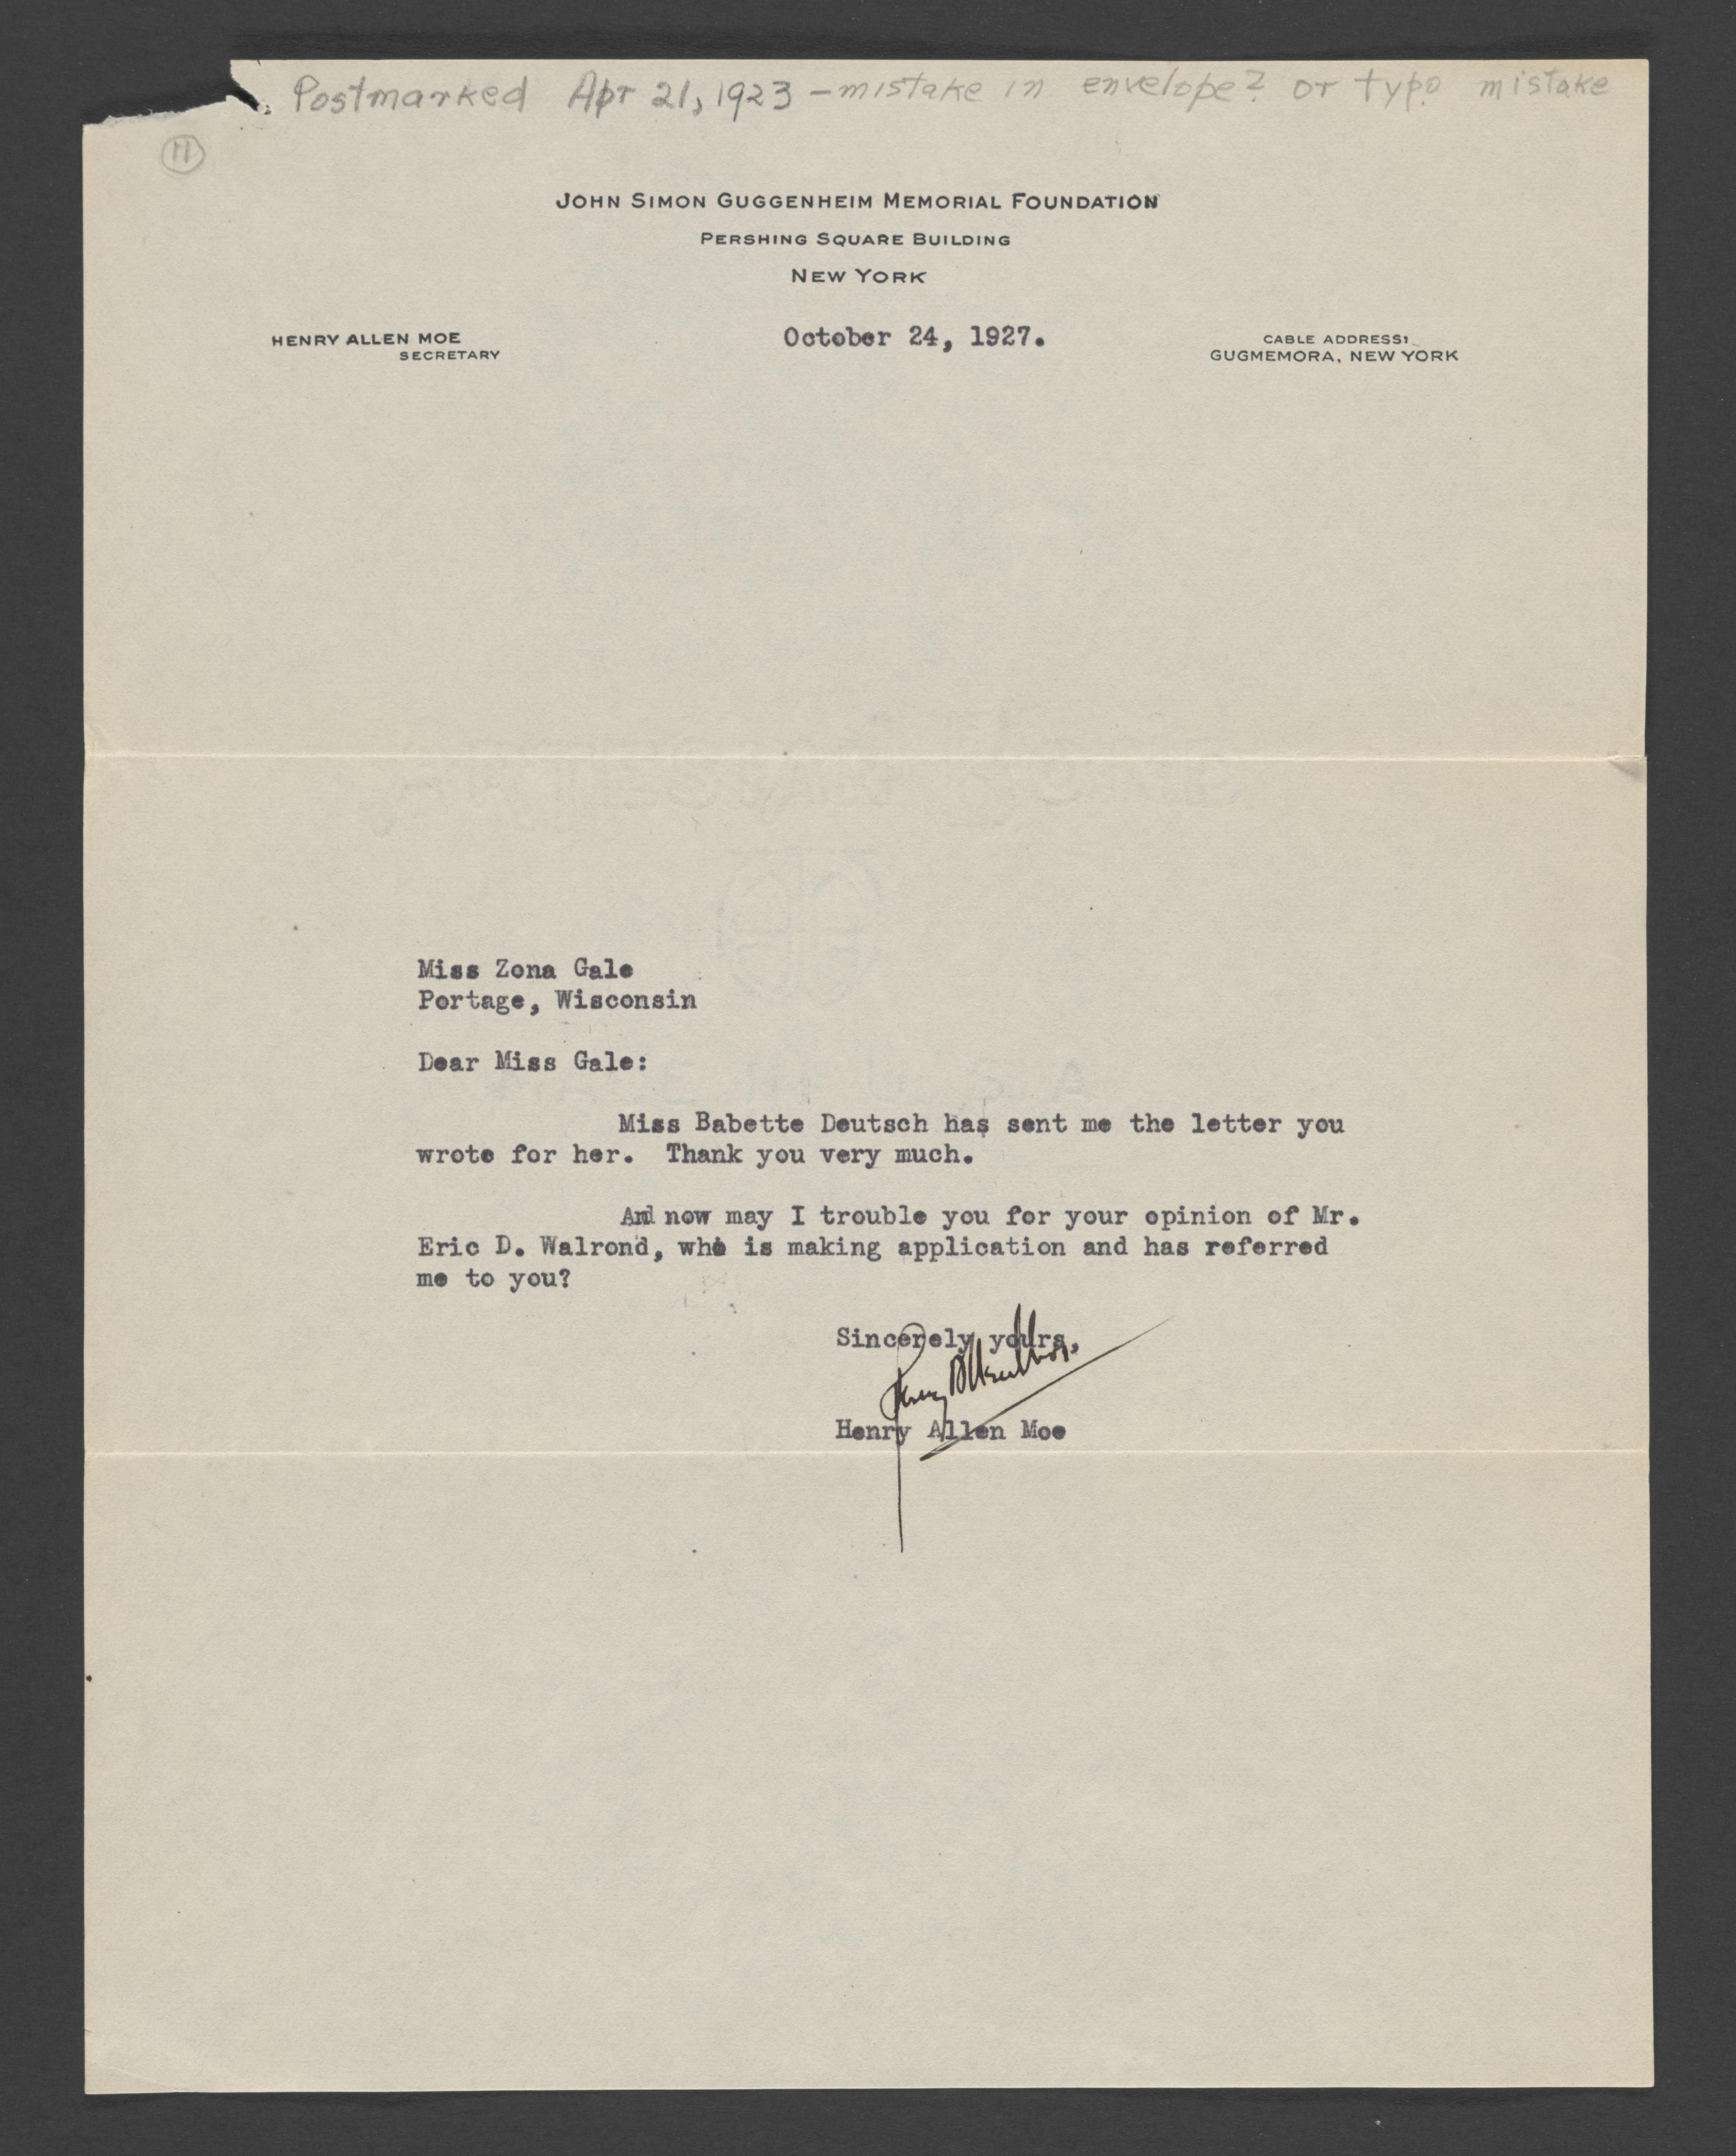 Postmarked Apr 21, 1923 - mistake in envelope? or typo mistake
11
JOHN SIMON GUGGENHEIM MEMORIAL FOUNDATION
PERSHING SQUARE BUILDING
NEW YORK
HENRY ALLEN MOE
SECRETARY
October 24, 1927.
CABLE ADDRESS:
GUGMEMORA, NEW YORK
Miss Zona Gale
Portage, Wisconsin
Dear Miss Gale:
Miss Babette Deutsch has sent me the letter you
wrote for her. Thank you very much.
And now may I trouble you for your opinion of Mr.
Eric D. Walrond, who is making application and has referred
me to you?
Sincerely yours,
Henry Allen Moe
Henry Allen Moe